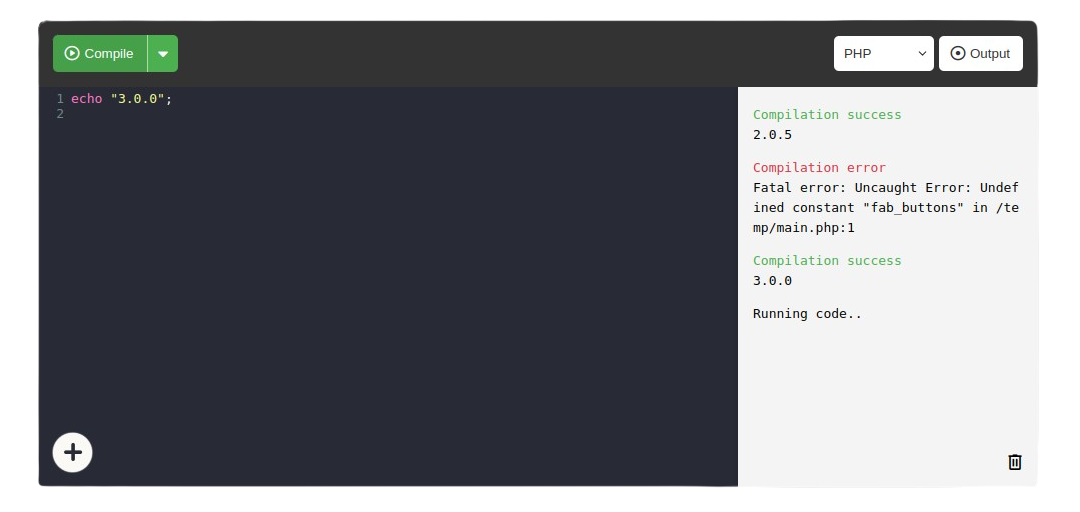 Compile
PHP
Output
1 echo "3.0.0";
2
Compilation success
2.0.5
Compilation error
Fatal error: Uncaught Error: Undef
ined constant "fab_buttons" in /te
mp/main.php:1
Compilation success
3.0.0
Running code..